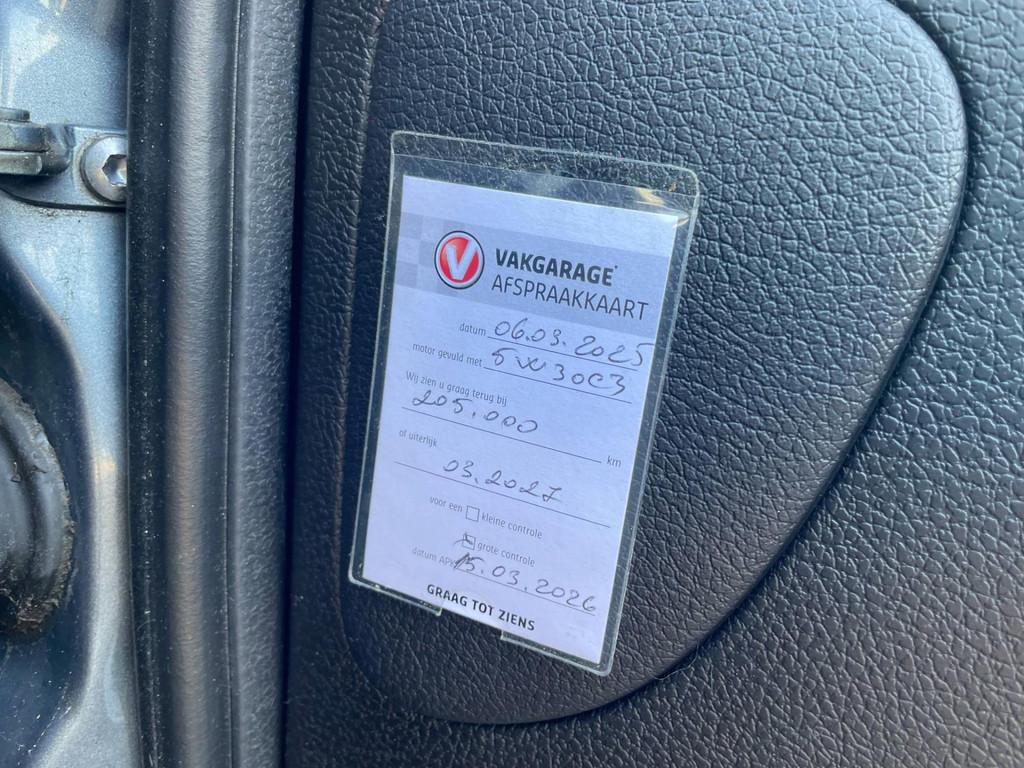 V
VAKGARAGE
AFSPRAAKKAART
datum 06.03.2025
motor gevuld met 5W30C3
Wij zien u graag terug bij
205.000 km
of uiterlijk
03.2027
voor een kleine controle
grote controle
datum APK 15.03.2026
GRAAG TOT ZIENS